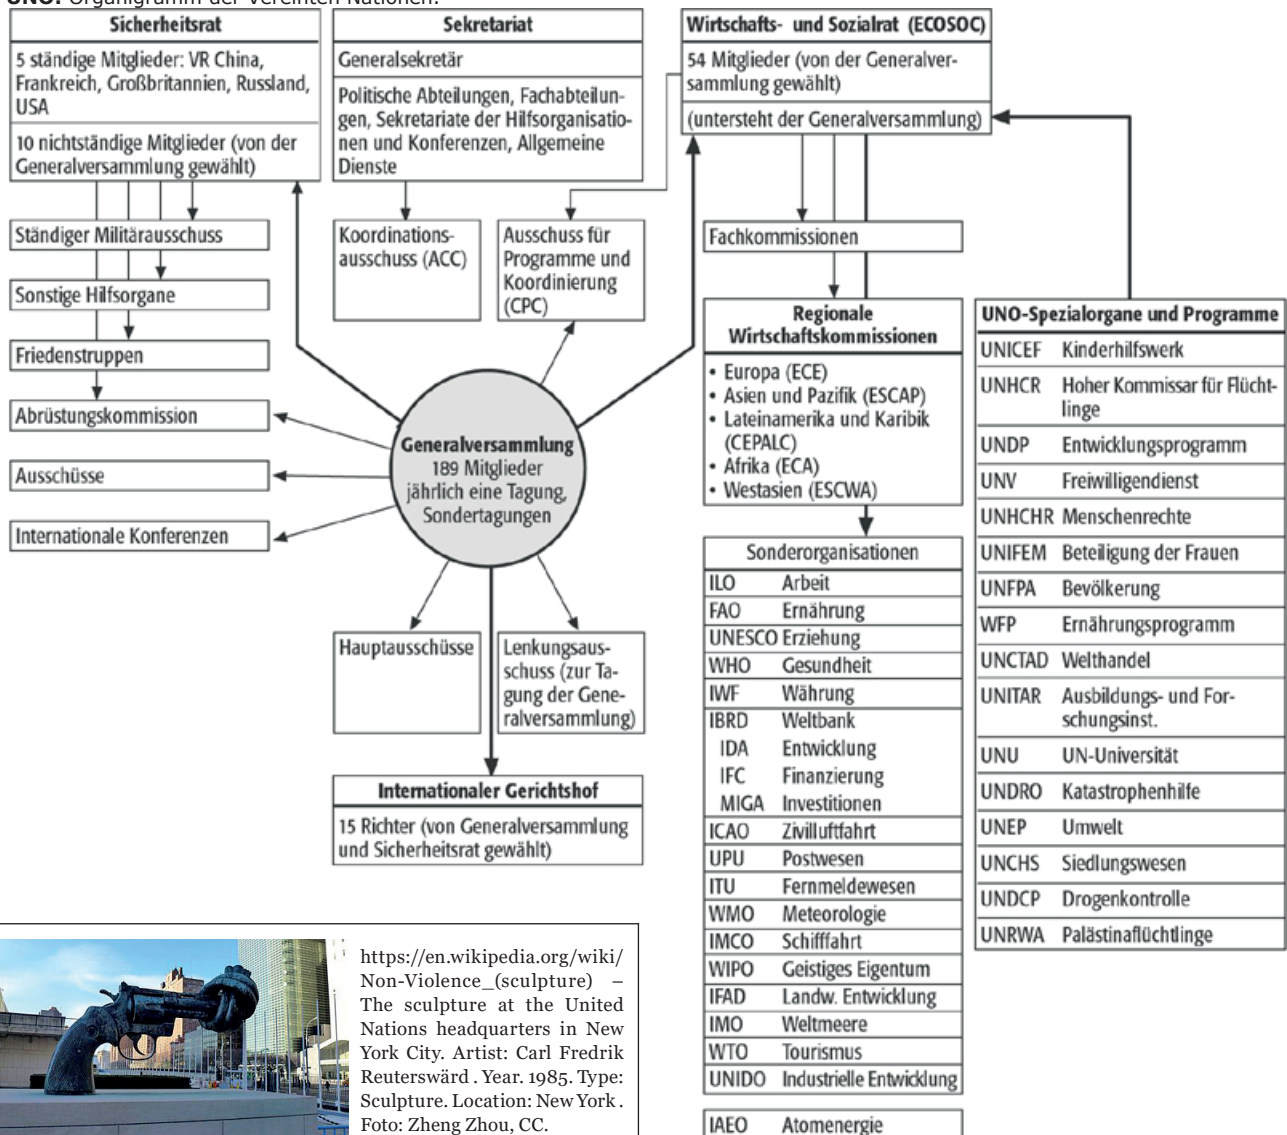 UNO: Organigramm der Vereinten Nationen.
Sicherheitsrat
5 ständige Mitglieder: VR China,
Frankreich, Großbritannien, Russland,
USA
10 nichtständige Mitglieder (von der
Generalversammlung gewählt)
Sekretariat
Generalsekretär
Politische Abteilungen, Fachabteilun-
gen, Sekretariate der Hilfsorganisatio-
nen und Konferenzen, Allgemeine
Dienste
Wirtschafts- und Sozialrat (ECOSOC)
54 Mitglieder (von der Generalver-
sammlung gewählt)
(untersteht der Generalversammlung)
Ständiger Militärausschuss
Sonstige Hilfsorgane
Friedenstruppen
Abrüstungskommission
Ausschüsse
Internationale Konferenzen
Koordinations-
ausschuss (ACC)
Ausschuss für
Programme und
Koordinierung
(CPC)
Generalversammlung
189 Mitglieder
jährlich eine Tagung,
Sondertagungen
Hauptausschüsse
Lenkungsaus-
schuss (zur Ta-
gung der Gene-
ralversammlung)
Internationaler Gerichtshof
15 Richter (von Generalversammlung
und Sicherheitsrat gewählt)
Fachkommissionen
Regionale
Wirtschaftskommissionen
• Europa (ECE)
• Asien und Pazifik (ESCAP)
• Lateinamerika und Karibik
(CEPALC)
• Afrika (ECA)
• Westasien (ESCWA)
Sonderorganisationen
ILO Arbeit
FAO Ernährung
UNESCO Erziehung
WHO Gesundheit
IWF Währung
IBRD Weltbank
IDA Entwicklung
IFC Finanzierung
MIGA Investitionen
ICAO Zivilluftfahrt
UPU Postwesen
ITU Fernmeldewesen
WMO Meteorologie
IMCO Schifffahrt
WIPO Geistiges Eigentum
IFAD Landw. Entwicklung
IMO Weltmeere
WTO Tourismus
UNIDO Industrielle Entwicklung
IAEO Atomenergie
UNO-Spezialorgane und Programme
UNICEF Kinderhilfswerk
UNHCR Hoher Kommissar für Flücht-
linge
UNDP Entwicklungsprogramm
UNV Freiwilligendienst
UNHCHR Menschenrechte
UNIFEM Beteiligung der Frauen
UNFPA Bevölkerung
WFP Ernährungsprogramm
UNCTAD Welthandel
UNITAR Ausbildungs- und For-
schungsinst.
UNU UN-Universität
UNDRO Katastrophenhilfe
UNEP Umwelt
UNCHS Siedlungswesen
UNDCP Drogenkontrolle
UNRWA Palästinaflüchtlinge
https://en.wikipedia.org/wiki/
Non-Violence_(sculpture) –
The sculpture at the United
Nations headquarters in New
York City. Artist: Carl Fredrik
Reuterswärd . Year. 1985. Type:
Sculpture. Location: New York .
Foto: Zheng Zhou, CC.